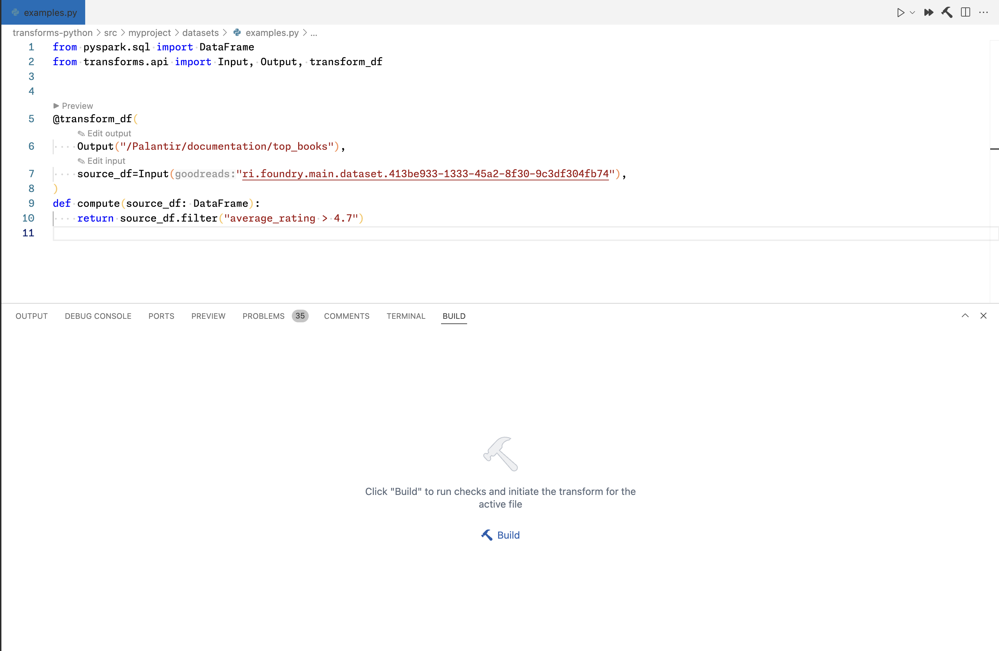 examples.py
transforms-python > src > myproject > datasets > examples.py > ...
1 from pyspark.sql import DataFrame
2 from transforms.api import Input, Output, transform_df
3
4
Preview
5 @transform_df(
Edit output
6     Output("/Palantir/documentation/top_books"),
Edit input
7     source_df=Input(goodreads:"ri.foundry.main.dataset.413be933-1333-45a2-8f30-9c3df304fb74"),
8 )
9 def compute(source_df: DataFrame):
10     return source_df.filter("average_rating > 4.7")
11
OUTPUT DEBUG CONSOLE PORTS PREVIEW PROBLEMS 35 COMMENTS TERMINAL BUILD
Click "Build" to run checks and initiate the transform for the
active file
Build